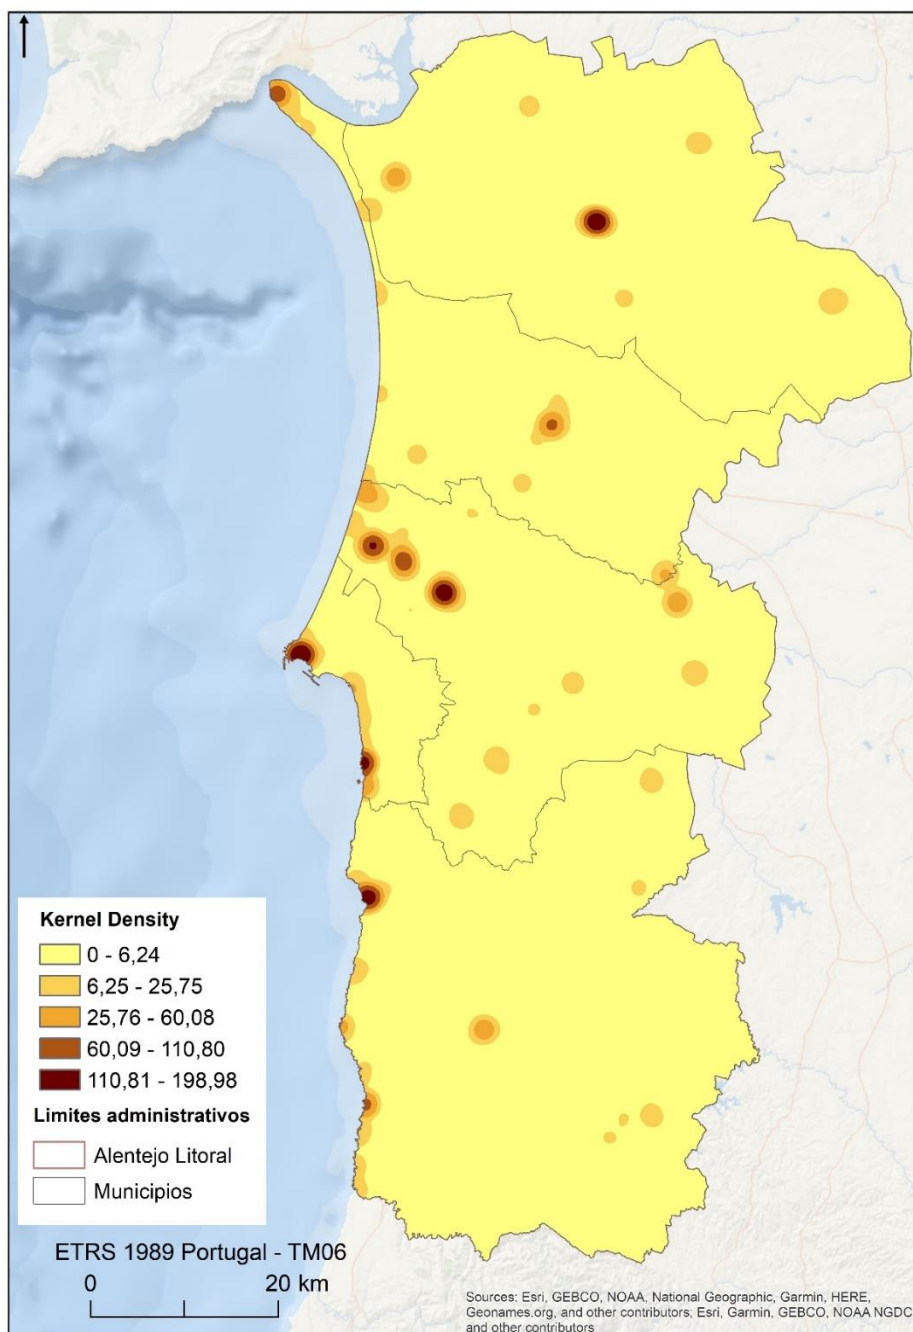 Kernel Density
0 - 6,24
6,25 - 25,75
25,76 - 60,08
60,09 - 110,80
110,81 - 198,98
Limites administrativos
Alentejo Litoral
Municipios
ETRS 1989 Portugal - TM06
0 20 km
Sources: Esri, GEBCO, NOAA, National Geographic, Garmin, HERE,
Geonames.org, and other contributors; Esri, Garmin, GEBCO, NOAA NGDC
and other contributors